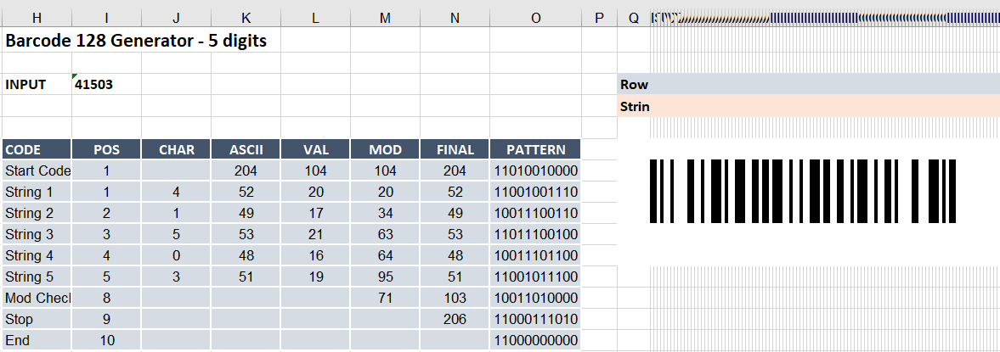 H I J K L M N O P Q
Barcode 128 Generator - 5 digits
INPUT 41503
Row
Strin
CODE POS CHAR ASCII VAL MOD FINAL PATTERN
Start Code 1 204 104 104 204 11010010000
String 1 1 4 52 20 20 52 11001001110
String 2 2 1 49 17 34 49 10011100110
String 3 3 5 53 21 63 53 11011100100
String 4 4 0 48 16 64 48 10011101100
String 5 5 3 51 19 95 51 11001011100
Mod Chec 8 71 103 10011010000
Stop 9 206 11000111010
End 10 11000000000